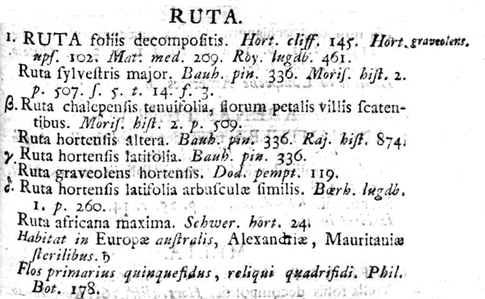 RUTA.
1. RUTA foliis decompositis. Hort. cliff. 145. Hort. graveolens.
upſ. 102. Mat. med. 209. Roy. lugdb. 461.
Ruta ſylveſtris major. Bauh. pin. 336. Moriſ. hiſt. 2.
p. 507. ſ. 5. t. 14. f. 3.
β. Ruta chalepenſis tenuifolia, florum petalis villis ſcaten-
tibus. Moriſ. hiſt. 2. p. 509.
Ruta hortenſis altera. Bauh. pin. 336. Raj. hiſt. 874.
γ. Ruta hortenſis latifolia. Bauh. pin. 336.
Ruta graveolens hortenſis. Dod. pempt. 119.
δ. Ruta hortenſis latifolia arbuſculæ ſimilis. Bœrh. lugdb.
1. p. 260.
Ruta africana maxima. Schwer. hort. 24.
Habitat in Europæ auſtralis, Alexandriæ, Mauritaniæ
ſterilibus. ♄
Flos primarius quinquefidus, reliqui quadrifidi. Phil.
Bot. 178.